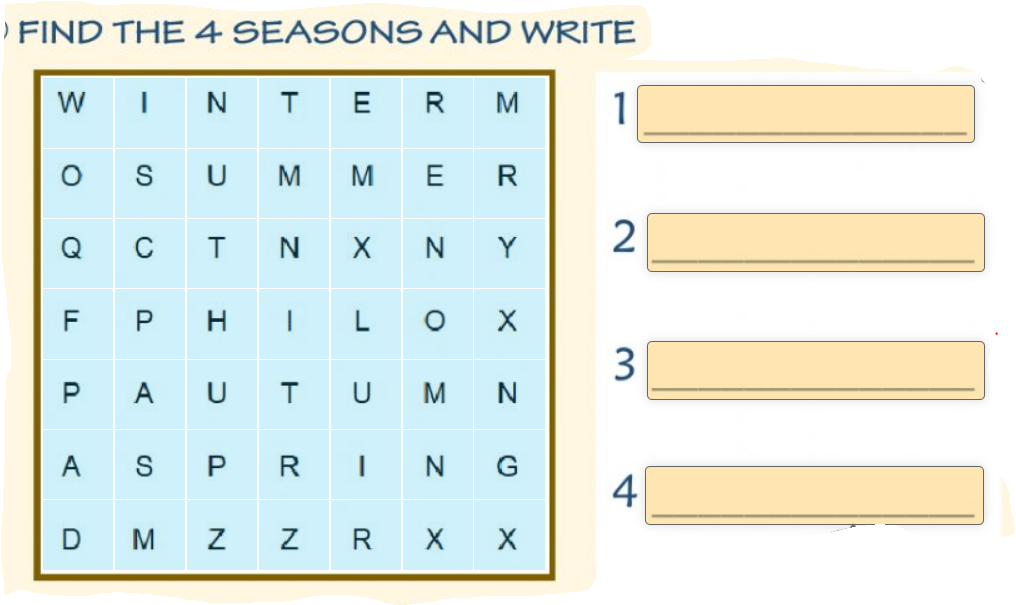 FIND THE 4 SEASONS AND WRITE
W I N T E R M
O S U M M E R
Q C T N X N Y
F P H I L O X
P A U T U M N
A S P R I N G
D M Z Z R X X
1
2
3
4